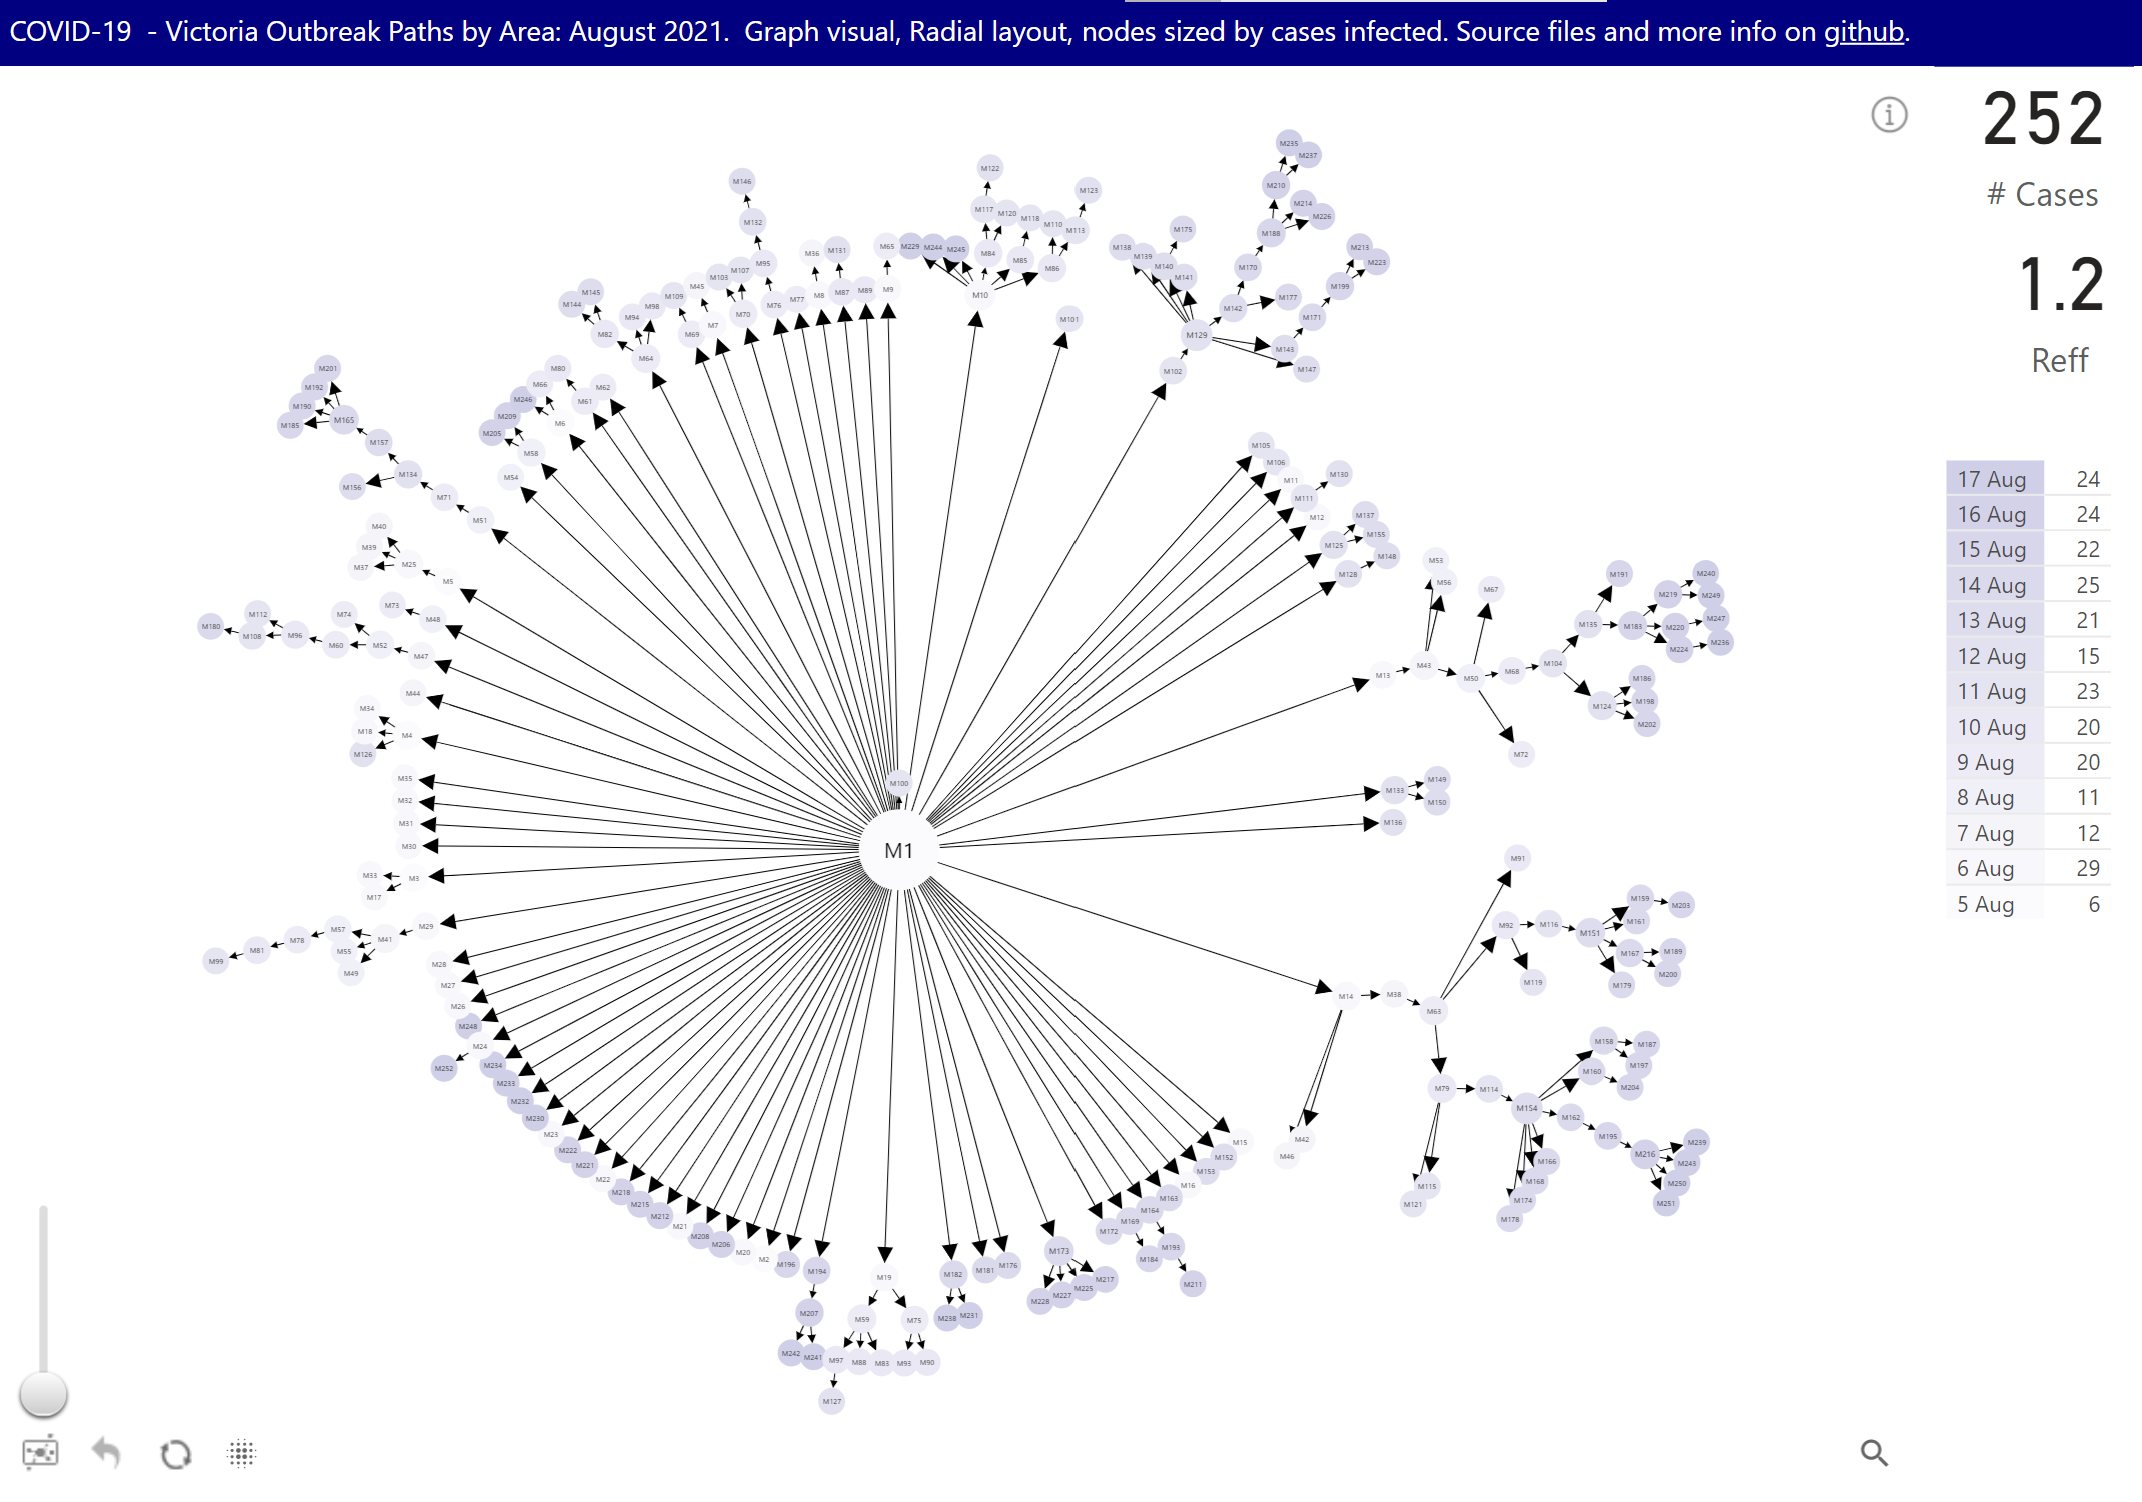 COVID-19 - Victoria Outbreak Paths by Area: August 2021. Graph visual, Radial layout, nodes sized by cases infected. Source files and more info on github.
252
# Cases
1.2
Reff
17 Aug 24
16 Aug 24
15 Aug 22
14 Aug 25
13 Aug 21
12 Aug 15
11 Aug 23
10 Aug 20
9 Aug 20
8 Aug 11
7 Aug 12
6 Aug 29
5 Aug 6
M1
M100
M10
M229
M244
M245
M84
M85
M86
M117
M120
M118
M110
M113
M122
M123
M101
M102
M129
M138
M139
M140
M141
M175
M142
M170
M177
M188
M210
M214
M226
M235
M237
M143
M147
M171
M199
M213
M223
M105
M106
M11
M111
M130
M12
M125
M137
M155
M128
M148
M13
M43
M53
M56
M50
M67
M72
M68
M104
M135
M191
M183
M219
M240
M249
M220
M247
M224
M236
M124
M186
M198
M202
M133
M149
M150
M136
M14
M38
M42
M46
M63
M91
M92
M119
M116
M151
M159
M203
M161
M167
M189
M200
M179
M79
M115
M121
M114
M154
M158
M187
M197
M160
M204
M162
M195
M216
M239
M243
M250
M251
M166
M168
M174
M178
M15
M152
M153
M16
M163
M164
M193
M211
M169
M184
M172
M173
M217
M225
M227
M228
M176
M181
M182
M231
M238
M19
M59
M75
M97
M88
M83
M93
M90
M127
M194
M207
M242
M241
M196
M2
M20
M206
M208
M21
M212
M215
M218
M22
M221
M222
M23
M230
M232
M233
M234
M24
M252
M248
M26
M27
M28
M29
M41
M57
M55
M49
M78
M81
M99
M3
M33
M17
M30
M31
M32
M35
M4
M34
M18
M126
M44
M47
M52
M74
M60
M96
M112
M108
M180
M48
M73
M5
M25
M40
M39
M37
M51
M71
M134
M156
M157
M165
M201
M192
M190
M185
M54
M58
M205
M209
M6
M246
M66
M61
M80
M62
M64
M82
M144
M145
M94
M98
M69
M109
M7
M45
M70
M103
M107
M76
M95
M132
M146
M77
M8
M36
M87
M131
M89
M9
M65